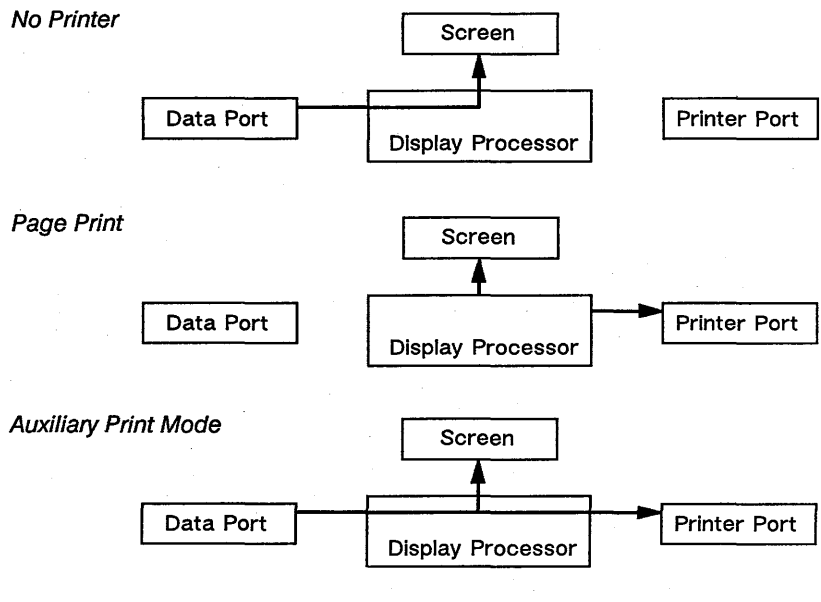 No Printer
Screen
Data Port
Display Processor
Printer Port
Page Print
Screen
Data Port
Display Processor
Printer Port
Auxiliary Print Mode
Screen
Data Port
Display Processor
Printer Port